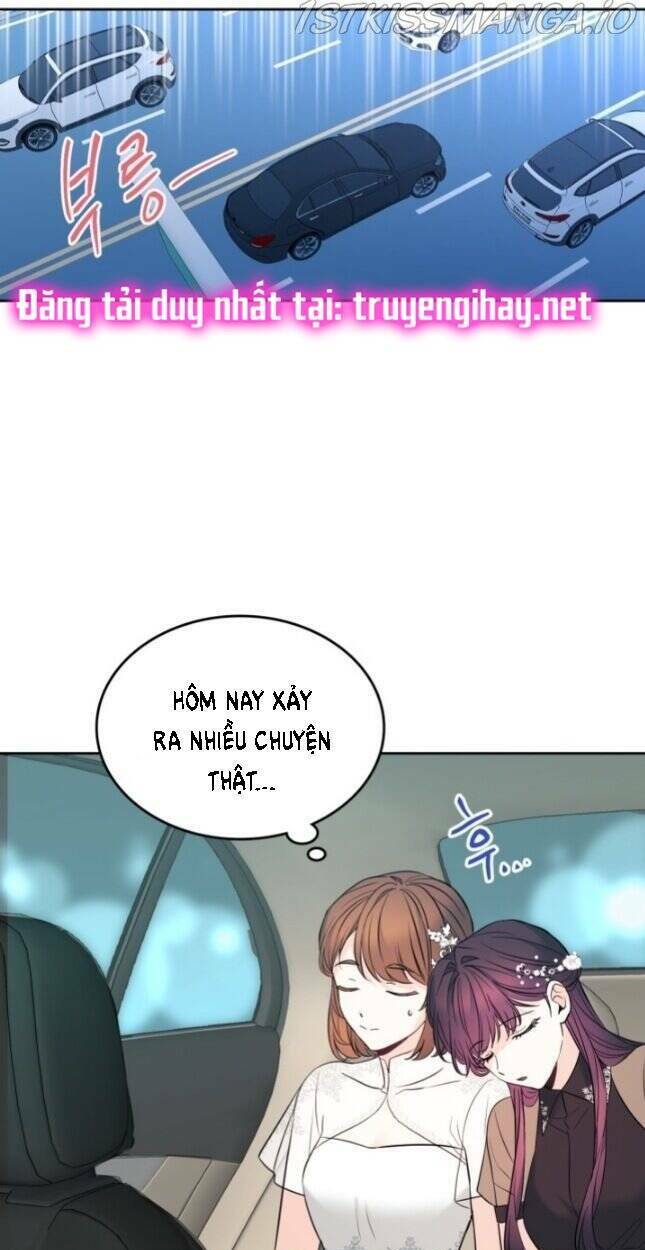 1STKISSMANGA.IO
부릉
Đăng tải duy nhất tại: truyengihay.net
HÔM NAY XẢY
RA NHIỀU CHUYỆN
THẬT...
후...